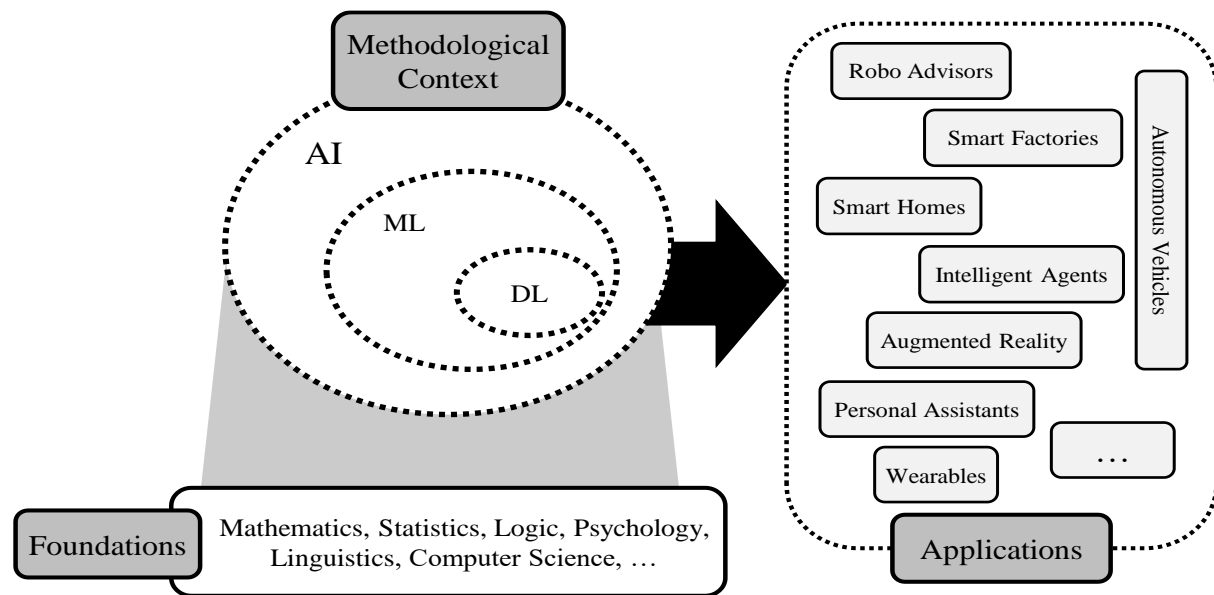 Methodological
Context
AI
ML
DL
Foundations
Mathematics, Statistics, Logic, Psychology,
Linguistics, Computer Science, …
Robo Advisors
Smart Factories
Autonomous Vehicles
Smart Homes
Intelligent Agents
Augmented Reality
Personal Assistants
…
Wearables
Applications